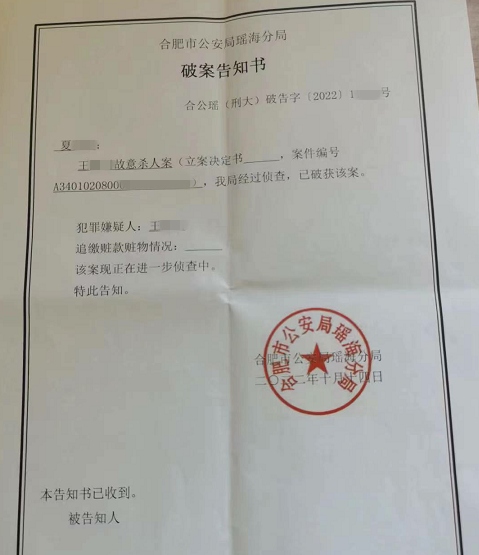 合肥市公安局瑶海分局
破案告知书
合公瑶（刑大）破告字〔2022〕1号
夏：
王故意杀人案（立案决定书______，案件编号
A3401020800），我局经过侦查，已破获该案。
犯罪嫌疑人：王
追缴赃款赃物情况：______
该案现正在进一步侦查中。
特此告知。
合肥市公安局瑶海分局
合肥市公安局瑶海分局
二〇二二年十月十四日
本告知书已收到。
被告知人